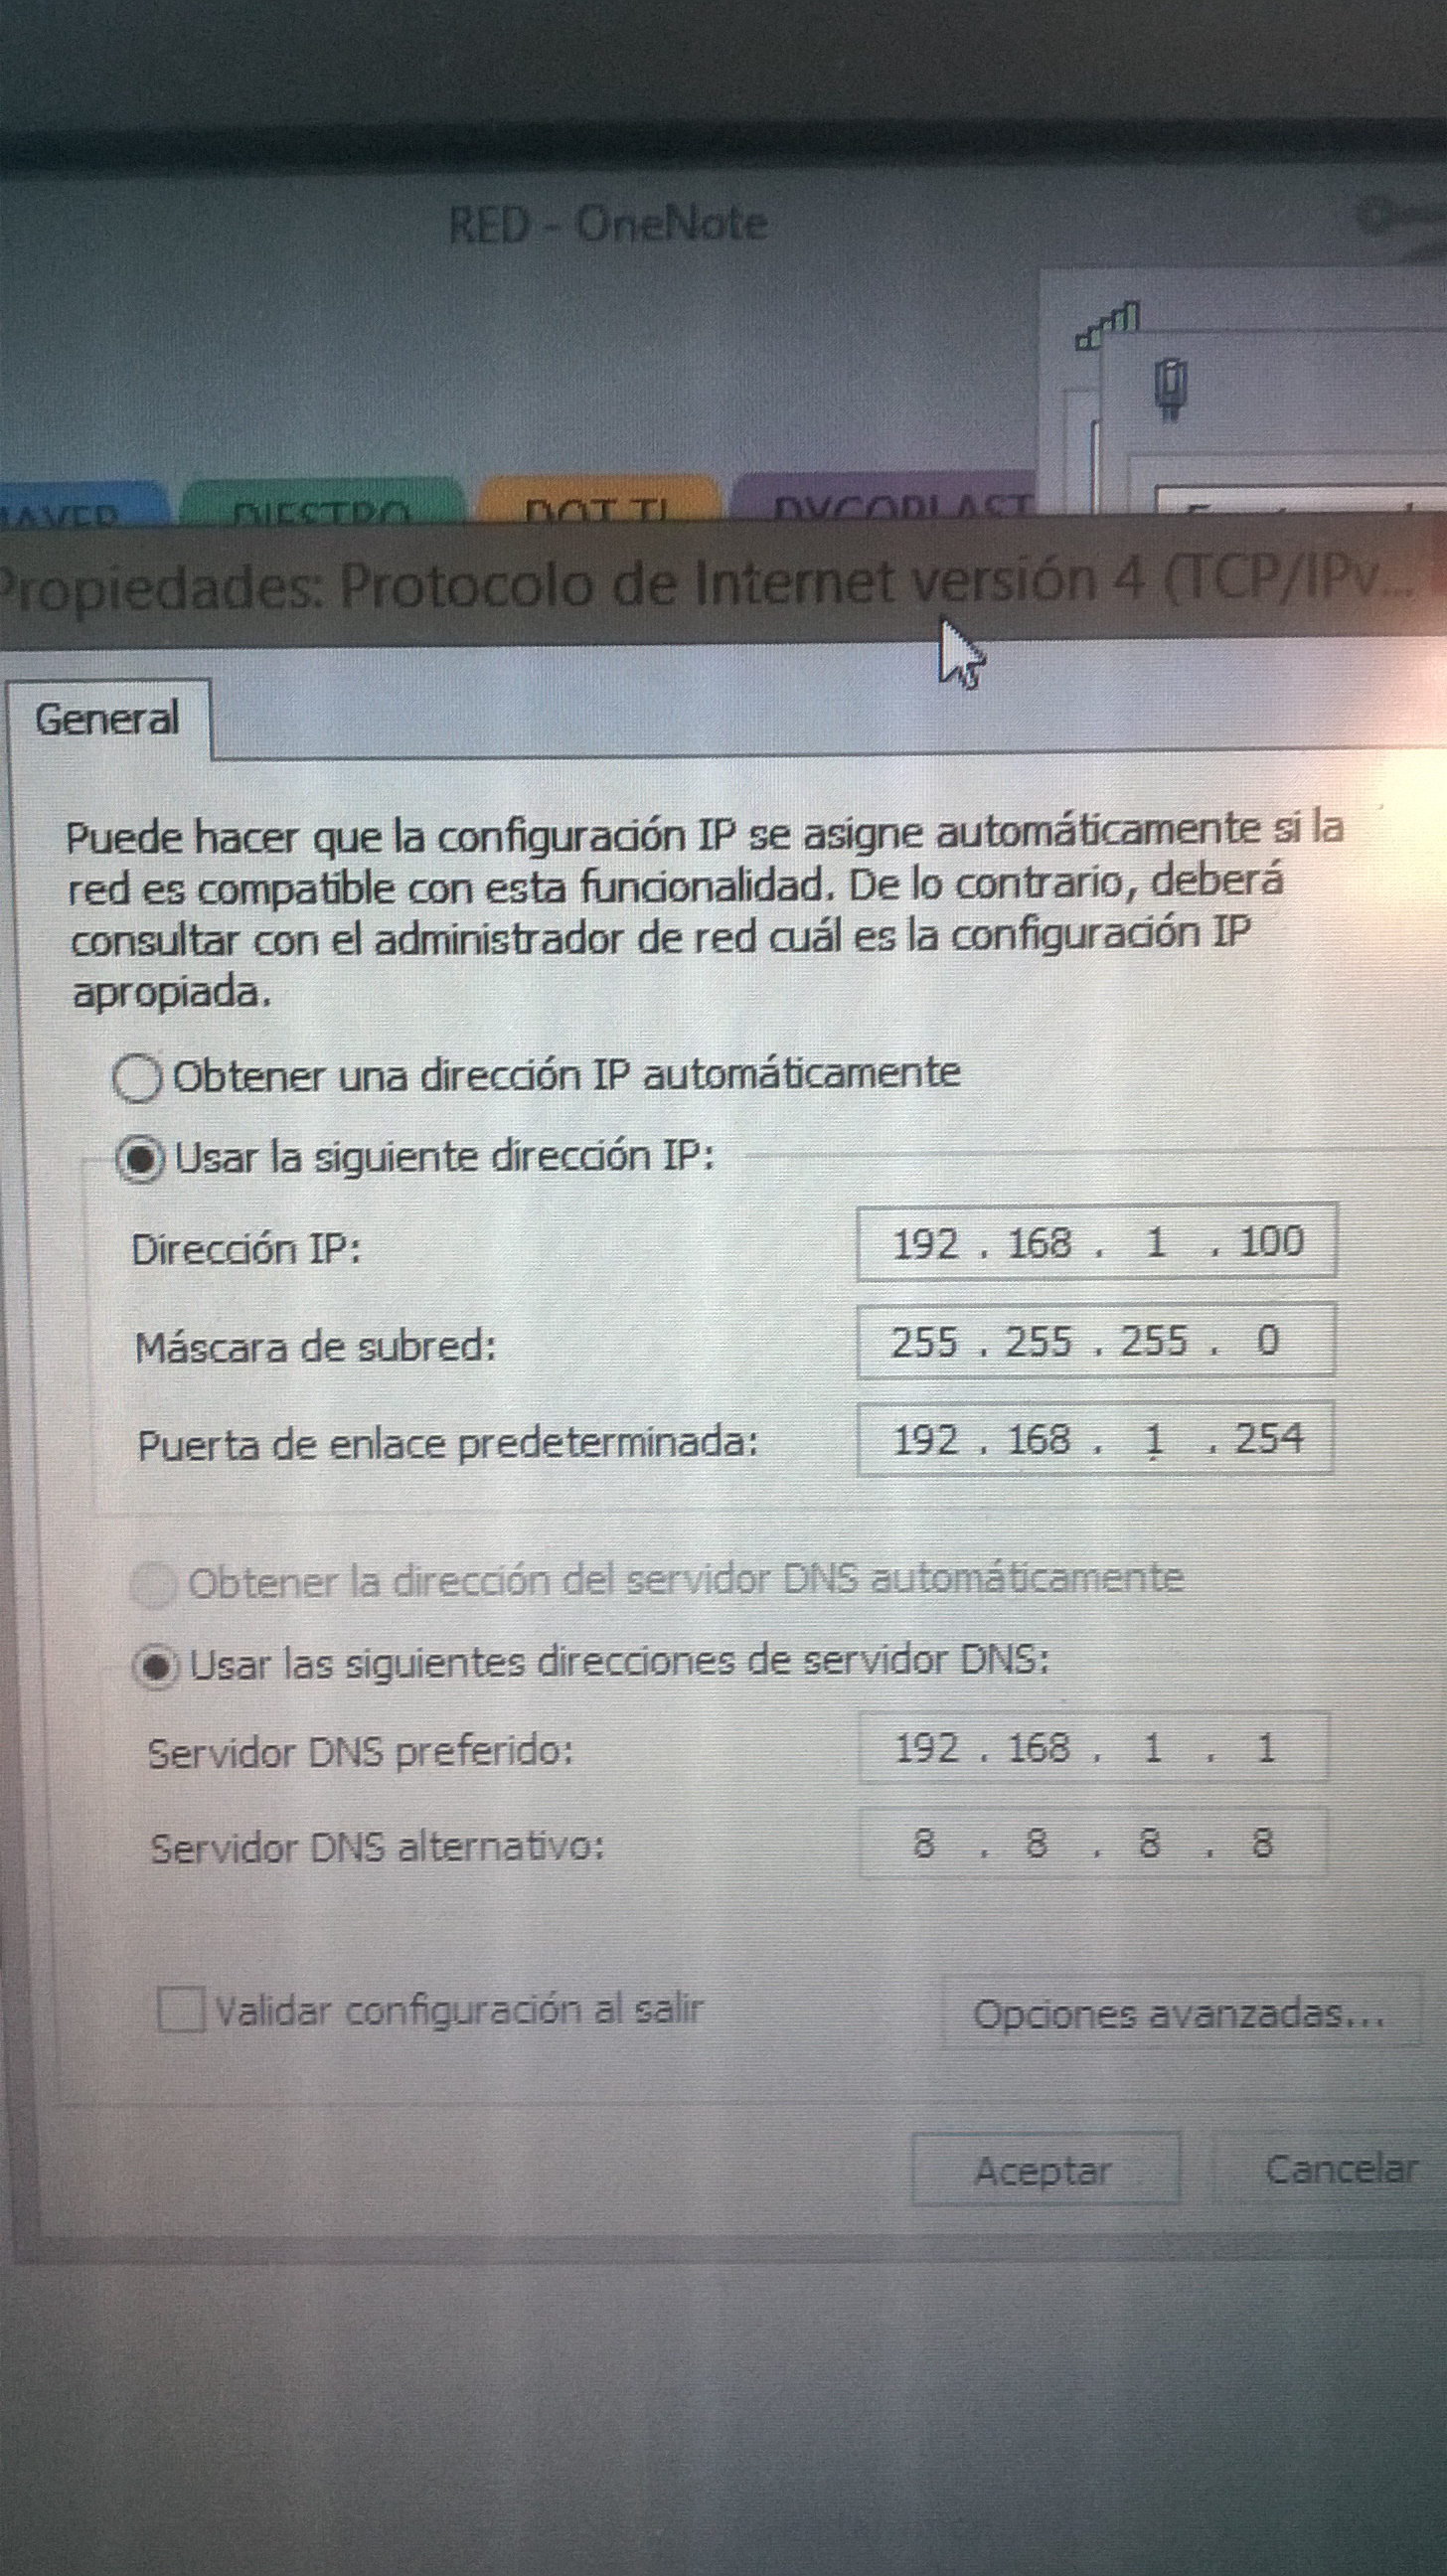 RED - OneNote
DIESTRO
DOT TI
DYCOPLAST
Propiedades: Protocolo de Internet versión 4 (TCP/IPv...
General
Puede hacer que la configuración IP se asigne automáticamente si la
red es compatible con esta funcionalidad. De lo contrario, deberá
consultar con el administrador de red cuál es la configuración IP
apropiada.
Obtener una dirección IP automáticamente
Usar la siguiente dirección IP:
Dirección IP: 192 . 168 . 1 . 100
Máscara de subred: 255 . 255 . 255 . 0
Puerta de enlace predeterminada: 192 . 168 . 1 . 254
Obtener la dirección del servidor DNS automáticamente
Usar las siguientes direcciones de servidor DNS:
Servidor DNS preferido: 192 . 168 . 1 . 1
Servidor DNS alternativo: 8 . 8 . 8 . 8
Validar configuración al salir
Opciones avanzadas...
Aceptar Cancelar